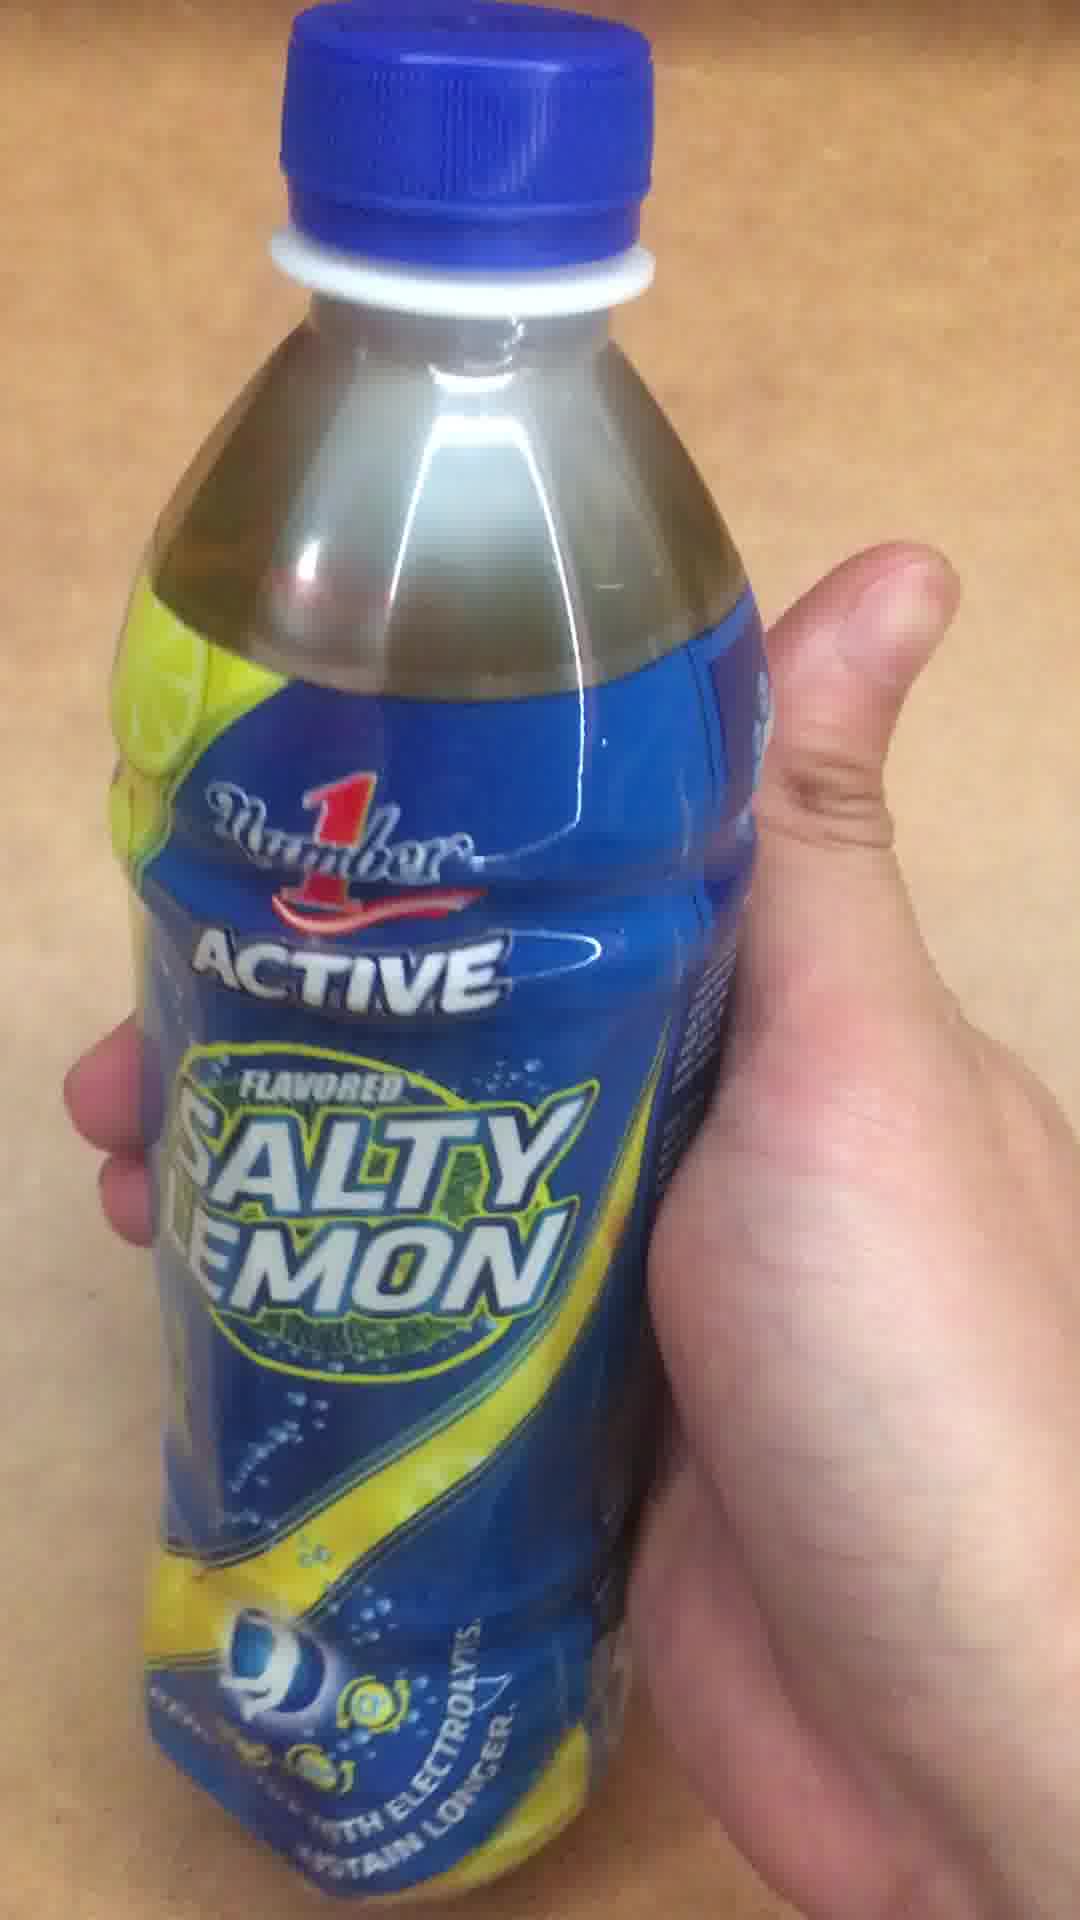 Number 1
ACTIVE
FLAVORED
SALTY
LEMON
WITH ELECTROLYTS.
SUSTAIN LONGER.